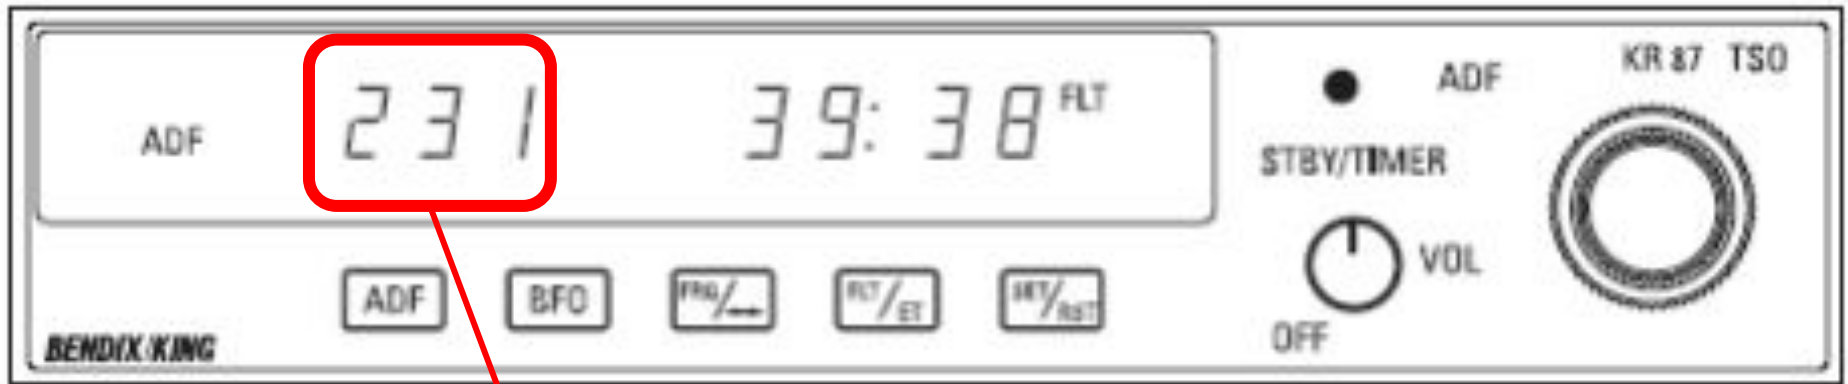 KR 87 TSO
ADF 231 39:38 FLT
ADF
STBY/TIMER
VOL
OFF
ADF BFO FRQ/↔ FLT/ET SET/RST
BENDIX/KING